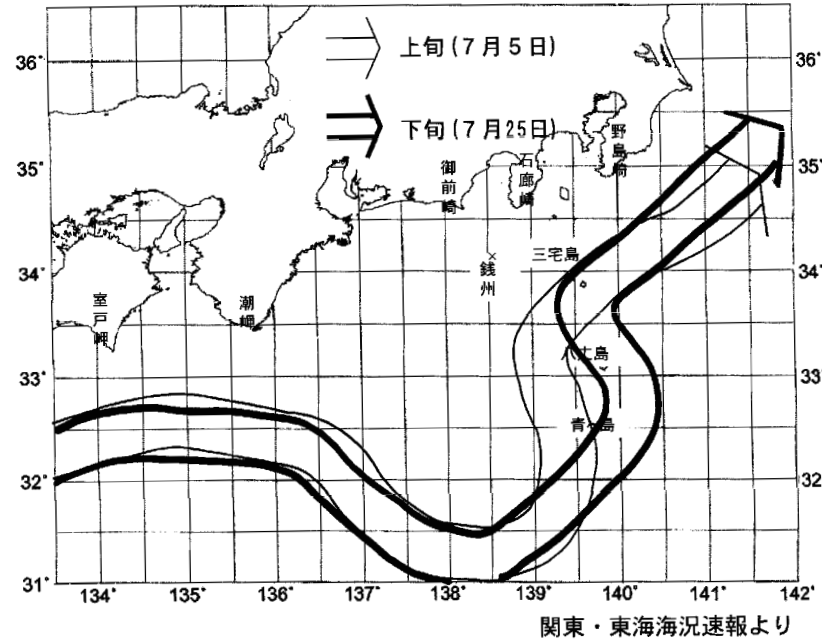 上旬(7月5日)
下旬(7月25日)
36°
36°
35°
35°
34°
34°
33°
33°
32°
32°
31°
134°
135°
136°
137°
138°
139°
140°
141°
142°
野島崎
石廊崎
御前崎
三宅島
銭州
室戸岬
潮岬
八丈島
青ヶ島
関東・東海海況速報より